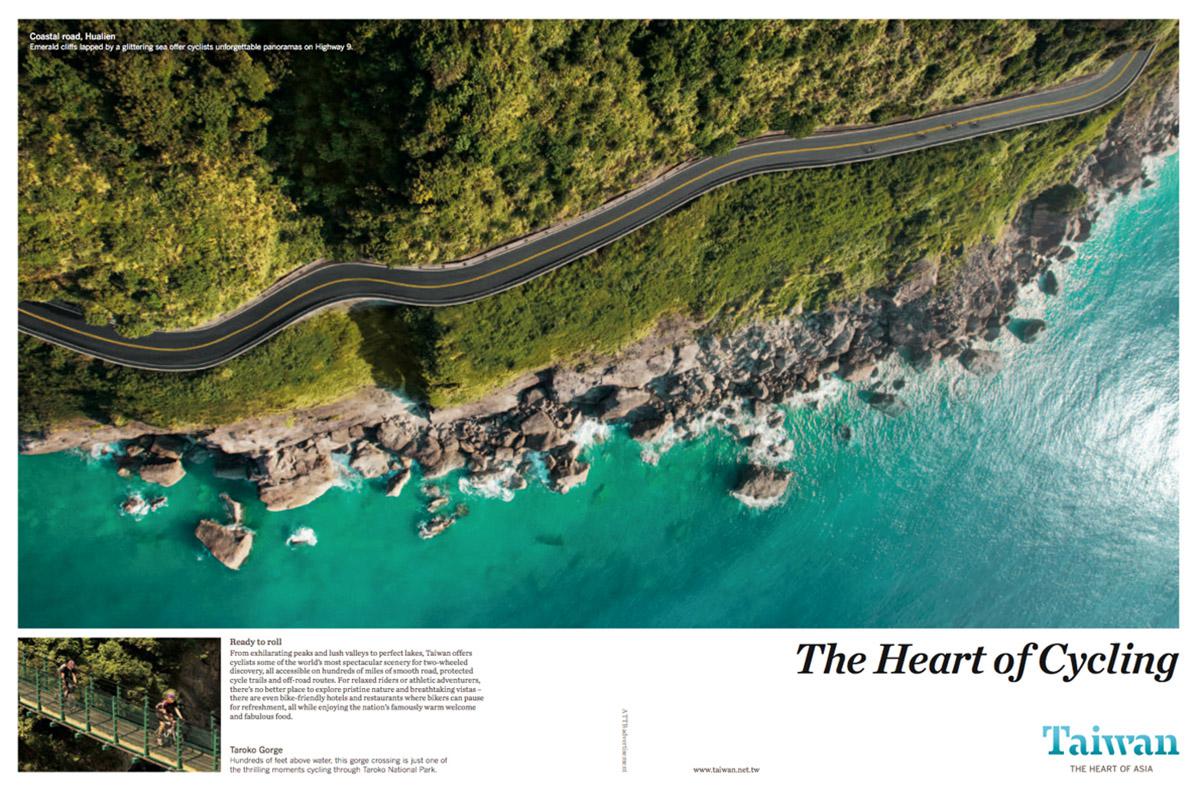 Coastal road, Hualien
Emerald cliffs lapped by a glittering sea offer cyclists unforgettable panoramas on Highway 9.
The Heart of Cycling
Ready to roll
From exhilarating peaks and lush valleys to perfect lakes, Taiwan offers
cyclists some of the world's most spectacular scenery for two-wheeled
discovery, all accessible on hundreds of miles of smooth road, protected
cycle trails and off-road routes. For relaxed riders or athletic adventurers,
there's no better place to explore pristine nature and breathtaking vistas –
there are even bike-friendly hotels and restaurants where bikers can pause
for refreshment, all while enjoying the nation's famously warm welcome
and fabulous food.
Taroko Gorge
Hundreds of feet above water, this gorge crossing is just one of
the thrilling moments cycling through Taroko National Park.
A TTB advertisement
www.taiwan.net.tw
Taiwan
THE HEART OF ASIA